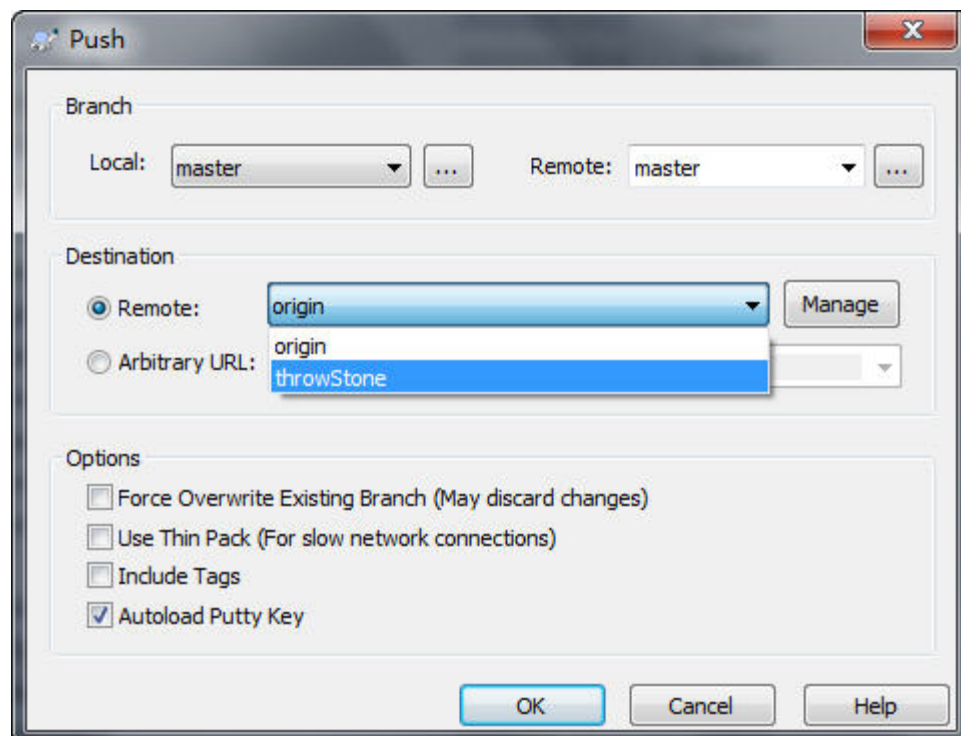 Push
Branch
Local: master ... Remote: master ...
Destination
Remote: origin Manage
origin
Arbitrary URL:
throwStone
Options
Force Overwrite Existing Branch (May discard changes)
Use Thin Pack (For slow network connections)
Include Tags
Autoload Putty Key
OK Cancel Help